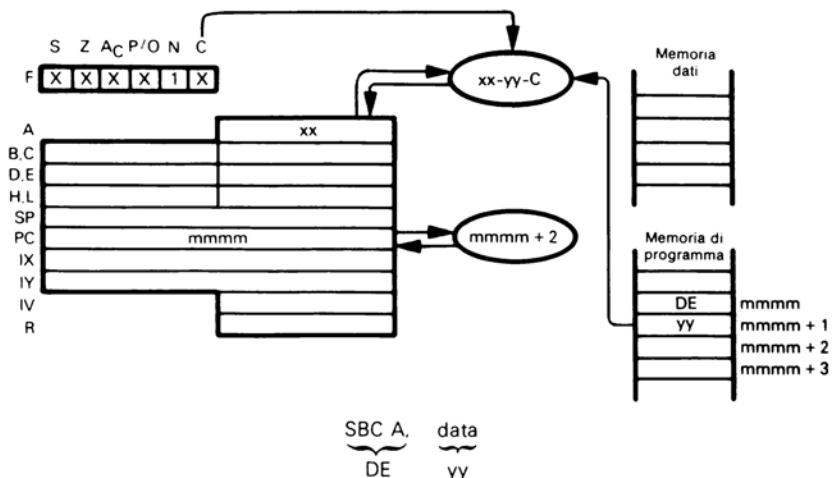 S Z AC P/O N C
F X X X X 1 X
xx-yy-C
Memoria
dati
A xx
B,C
D,E
H,L
SP
PC mmmm
mmmm + 2
IX
IY
IV
R
Memoria di
programma
DE mmmm
yy mmmm + 1
mmmm + 2
mmmm + 3
SBC A, data
DE yy